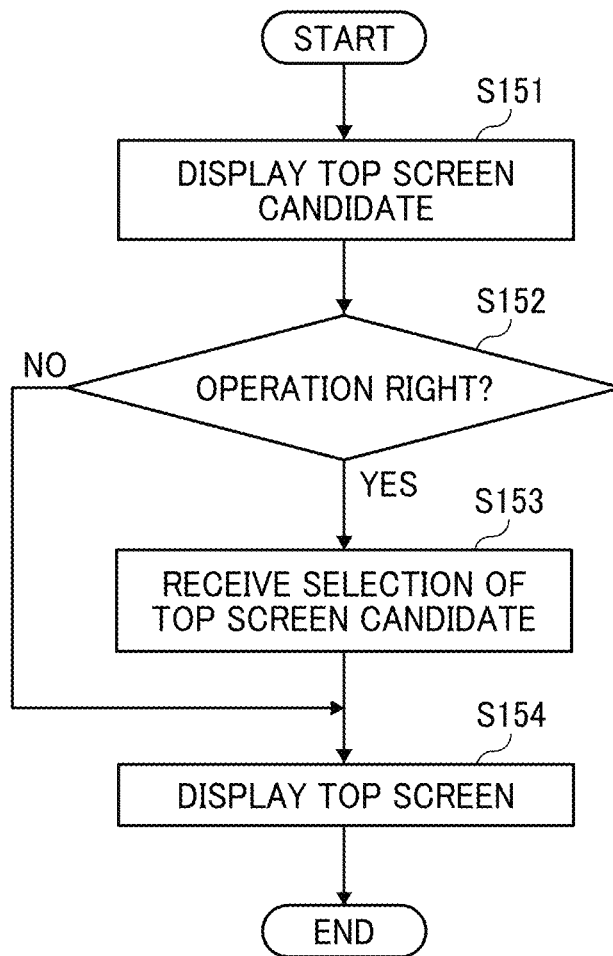 START
S151
DISPLAY TOP SCREEN
CANDIDATE
S152
NO
OPERATION RIGHT?
YES
S153
RECEIVE SELECTION OF
TOP SCREEN CANDIDATE
S154
DISPLAY TOP SCREEN
END